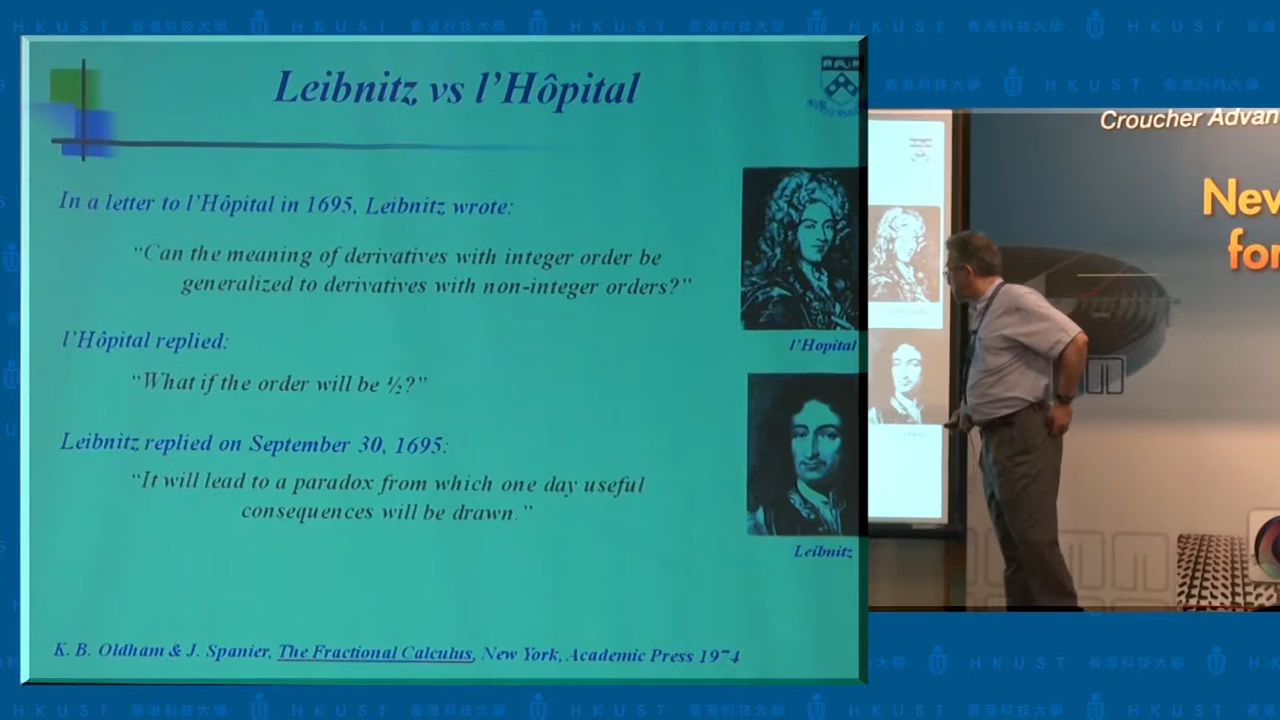 HKUST 香港科技大學
Leibnitz vs l’Hôpital
In a letter to l’Hôpital in 1695, Leibnitz wrote:
“Can the meaning of derivatives with integer order be
generalized to derivatives with non-integer orders?”
l’Hôpital replied:
“What if the order will be ½?”
Leibnitz replied on September 30, 1695:
“It will lead to a paradox from which one day useful
consequences will be drawn.”
K. B. Oldham & J. Spanier, The Fractional Calculus, New York, Academic Press 1974
l’Hopital
Leibnitz
Croucher Advan
New
for